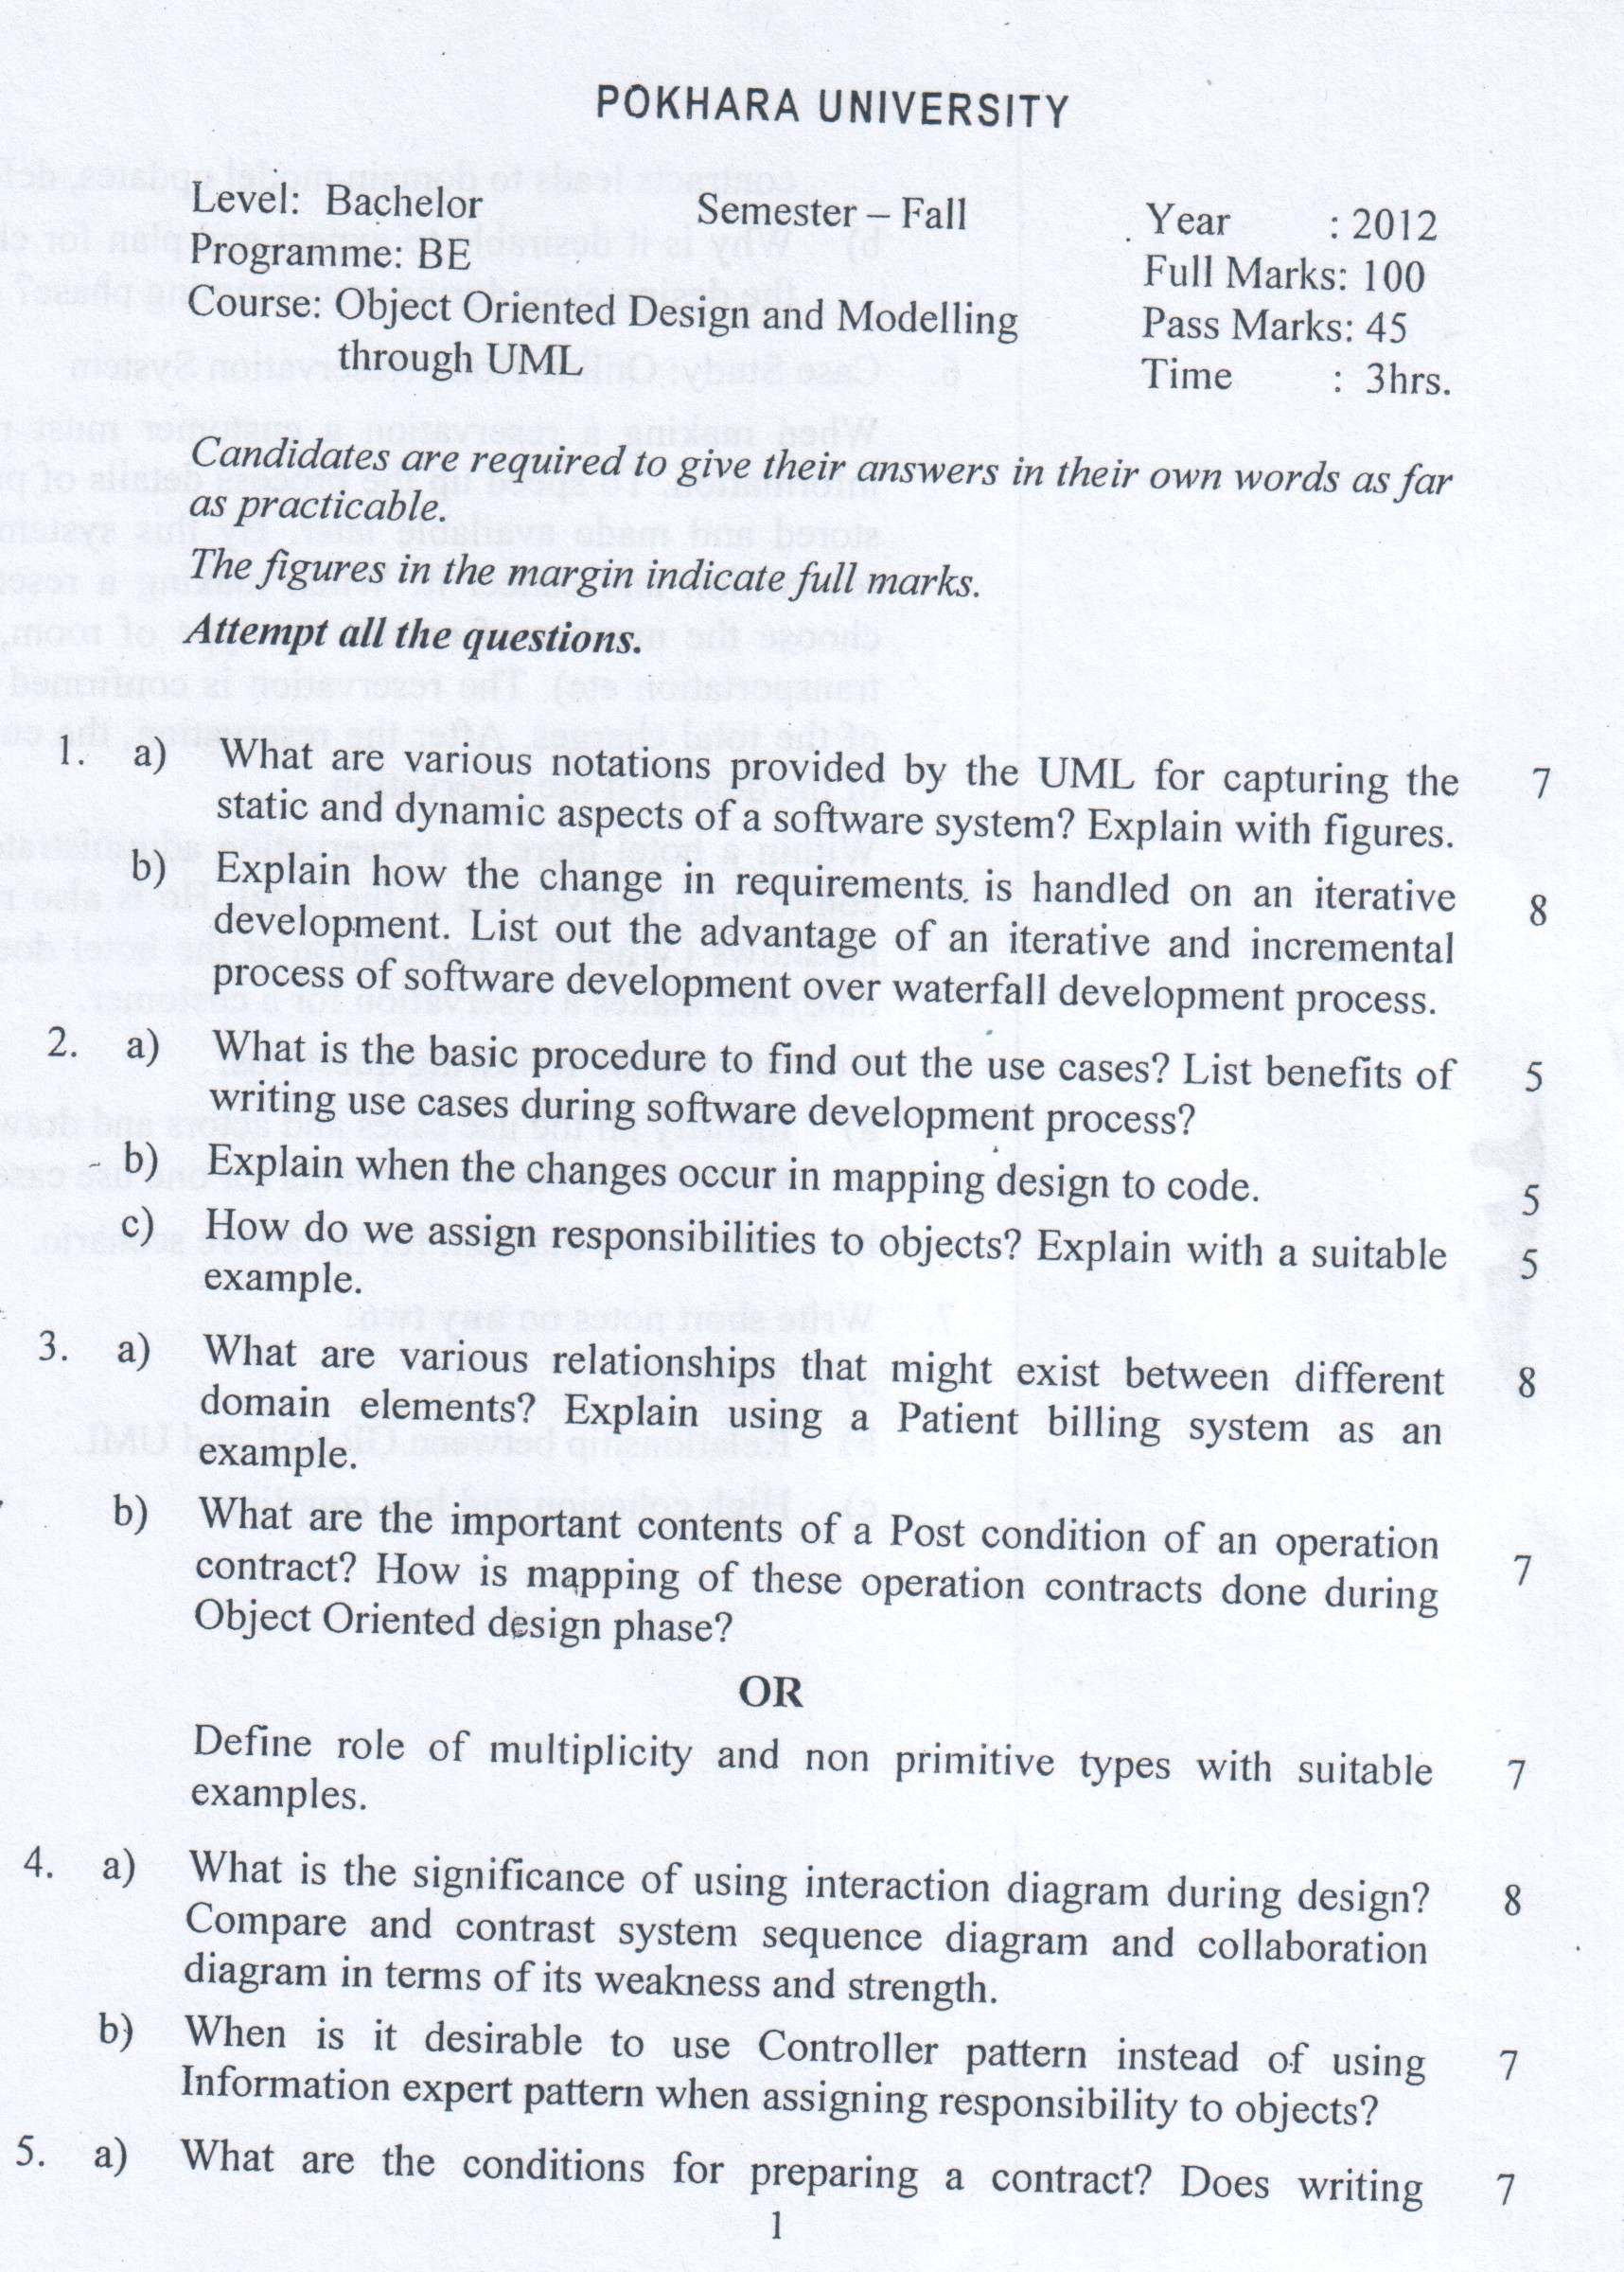 POKHARA UNIVERSITY
Level: Bachelor Semester – Fall Year : 2012
Programme: BE Full Marks: 100
Course: Object Oriented Design and Modelling Pass Marks: 45
through UML Time : 3hrs.
Candidates are required to give their answers in their own words as far
as practicable.
The figures in the margin indicate full marks.
Attempt all the questions.
1. a) What are various notations provided by the UML for capturing the 7
static and dynamic aspects of a software system? Explain with figures.
b) Explain how the change in requirements is handled on an iterative 8
development. List out the advantage of an iterative and incremental
process of software development over waterfall development process.
2. a) What is the basic procedure to find out the use cases? List benefits of 5
writing use cases during software development process?
b) Explain when the changes occur in mapping design to code. 5
c) How do we assign responsibilities to objects? Explain with a suitable 5
example.
3. a) What are various relationships that might exist between different 8
domain elements? Explain using a Patient billing system as an
example.
b) What are the important contents of a Post condition of an operation
contract? How is mapping of these operation contracts done during 7
Object Oriented design phase?
OR
Define role of multiplicity and non primitive types with suitable 7
examples.
4. a) What is the significance of using interaction diagram during design? 8
Compare and contrast system sequence diagram and collaboration
diagram in terms of its weakness and strength.
b) When is it desirable to use Controller pattern instead of using 7
Information expert pattern when assigning responsibility to objects?
5. a) What are the conditions for preparing a contract? Does writing 7
1